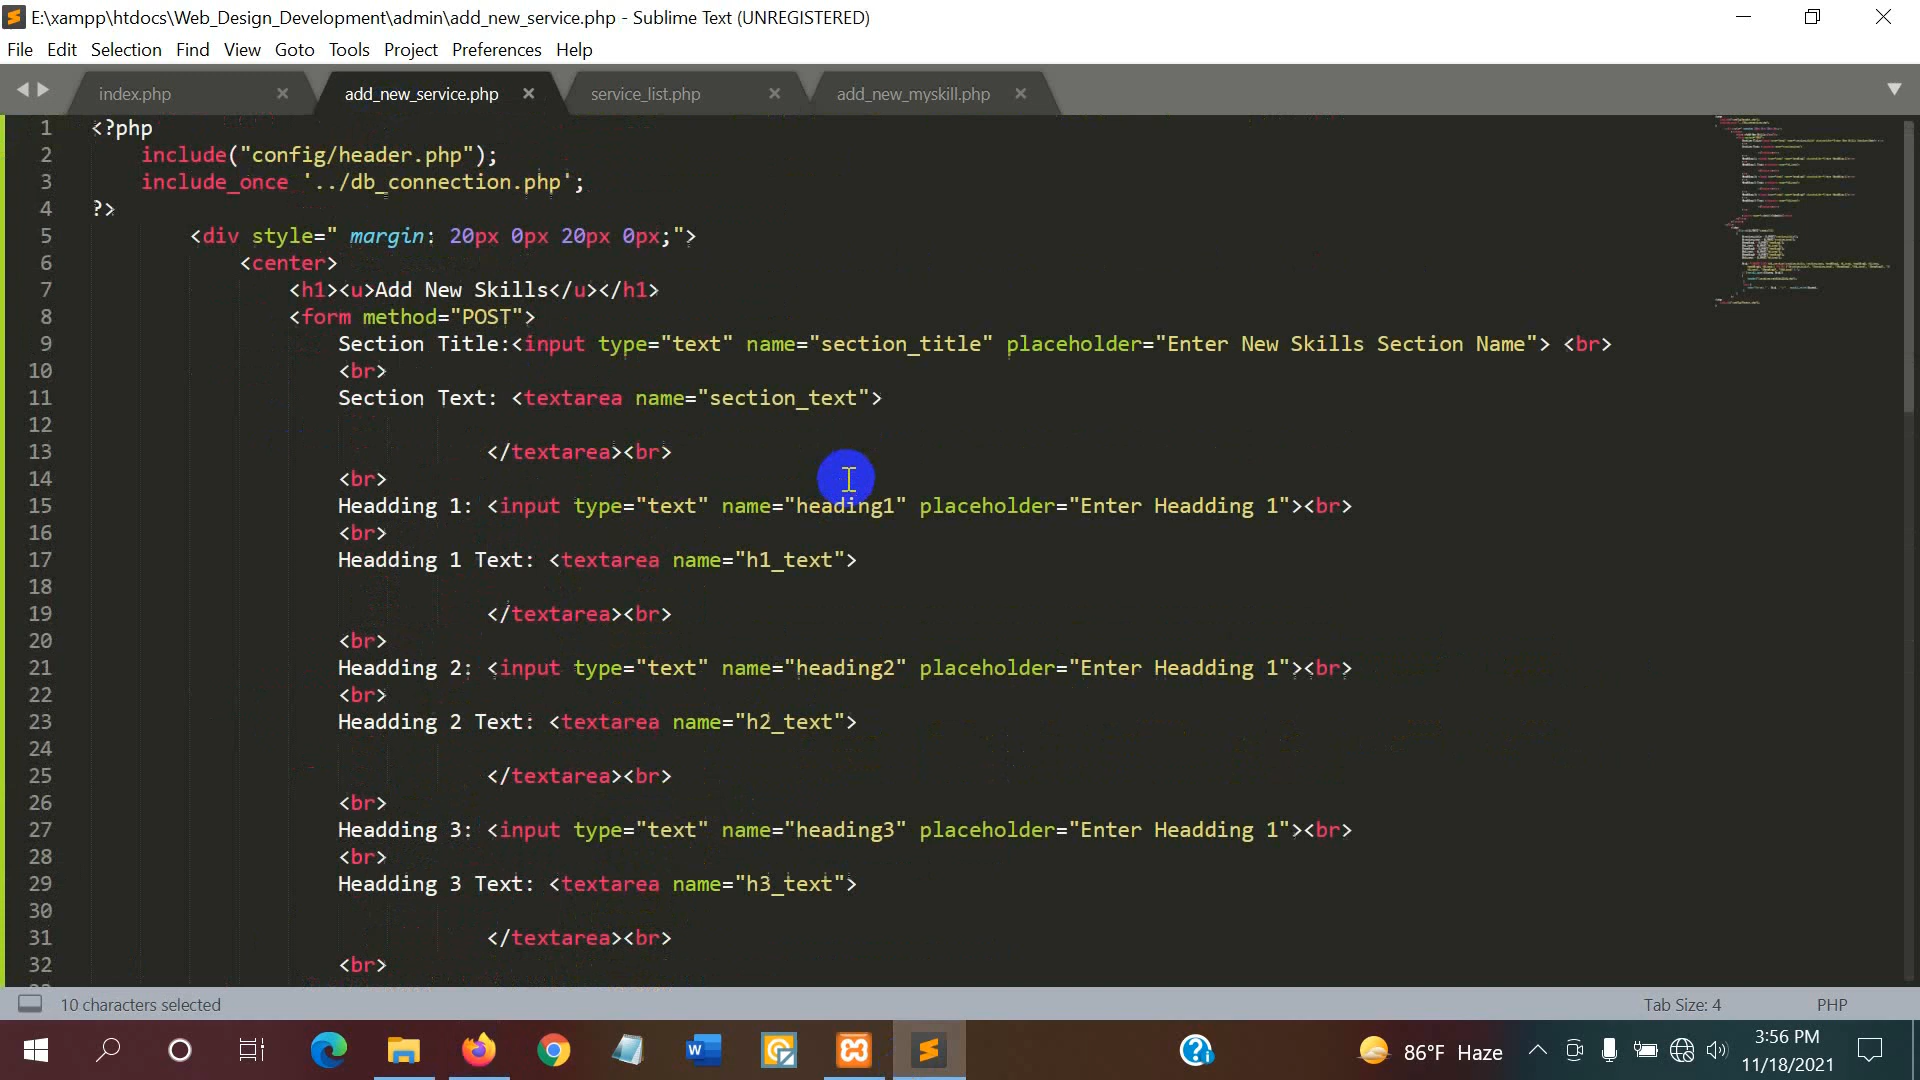 E:\xampp\htdocs\Web_Design_Development\admin\add_new_service.php - Sublime Text (UNREGISTERED)
File Edit Selection Find View Goto Tools Project Preferences Help
index.php add_new_service.php service_list.php add_new_myskill.php
1 <?php
2 include("config/header.php");
3 include_once '../db_connection.php';
4 ?>
5 <div style=" margin: 20px 0px 20px 0px;">
6 <center>
7 <h1><u>Add New Skills</u></h1>
8 <form method="POST">
9 Section Title:<input type="text" name="section_title" placeholder="Enter New Skills Section Name"> <br>
10 <br>
11 Section Text: <textarea name="section_text">
12
13 </textarea><br>
14 <br>
15 Headding 1: <input type="text" name="heading1" placeholder="Enter Headding 1"><br>
16 <br>
17 Headding 1 Text: <textarea name="h1_text">
18
19 </textarea><br>
20 <br>
21 Headding 2: <input type="text" name="heading2" placeholder="Enter Headding 1"><br>
22 <br>
23 Headding 2 Text: <textarea name="h2_text">
24
25 </textarea><br>
26 <br>
27 Headding 3: <input type="text" name="heading3" placeholder="Enter Headding 1"><br>
28 <br>
29 Headding 3 Text: <textarea name="h3_text">
30
31 </textarea><br>
32 <br>
10 characters selected Tab Size: 4 PHP
86°F Haze 3:56 PM
11/18/2021